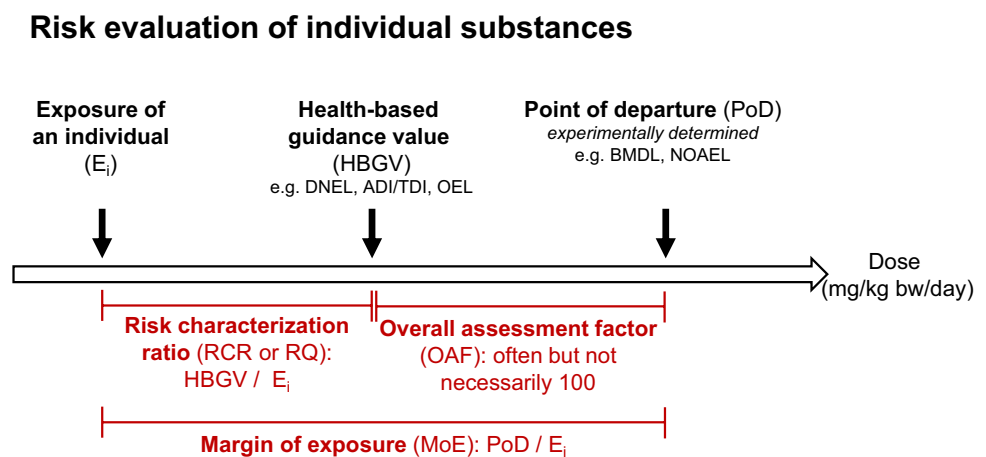 Risk evaluation of individual substances
Exposure of
an individual
(Ei)
Health-based
guidance value
(HBGV)
e.g. DNEL, ADI/TDI, OEL
Point of departure (PoD)
experimentally determined
e.g. BMDL, NOAEL
Dose
(mg/kg bw/day)
Risk characterization
ratio (RCR or RQ):
HBGV / Ei
Overall assessment factor
(OAF): often but not
necessarily 100
Margin of exposure (MoE): PoD / Ei